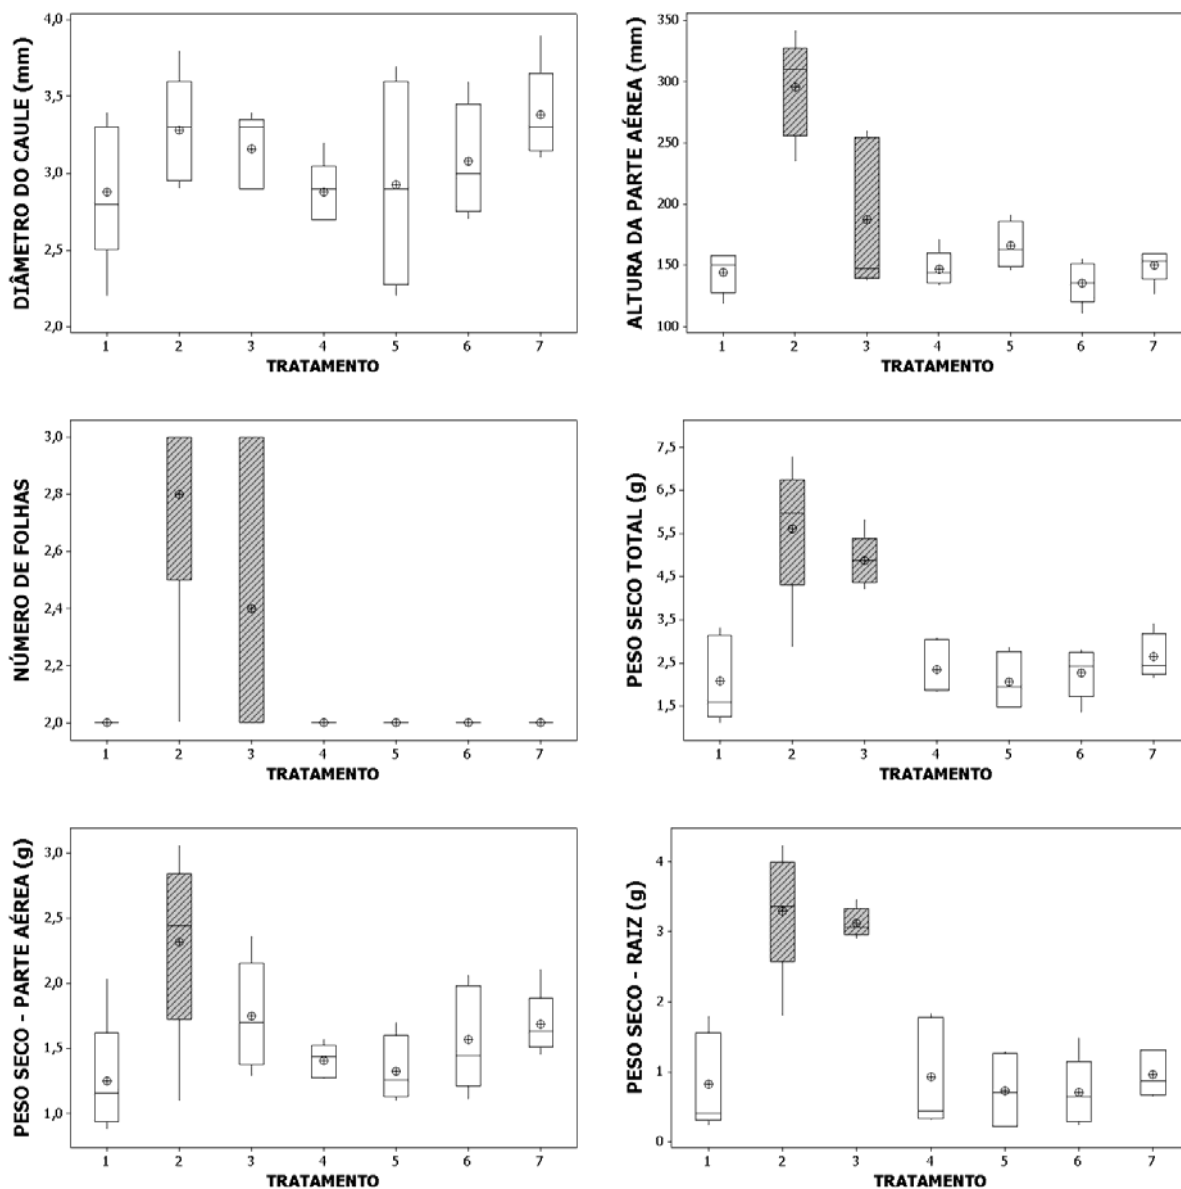 DIÂMETRO DO CAULE (mm)
4,0
3,5
3,0
2,5
2,0
1 2 3 4 5 6 7
TRATAMENTO
ALTURA DA PARTE AÉREA (mm)
350
300
250
200
150
100
1 2 3 4 5 6 7
TRATAMENTO
NÚMERO DE FOLHAS
3,0
2,8
2,6
2,4
2,2
2,0
1 2 3 4 5 6 7
TRATAMENTO
PESO SECO TOTAL (g)
7,5
6,5
5,5
4,5
3,5
2,5
1,5
1 2 3 4 5 6 7
TRATAMENTO
PESO SECO - PARTE AÉREA (g)
3,0
2,5
2,0
1,5
1,0
1 2 3 4 5 6 7
TRATAMENTO
PESO SECO - RAIZ (g)
4
3
2
1
0
1 2 3 4 5 6 7
TRATAMENTO